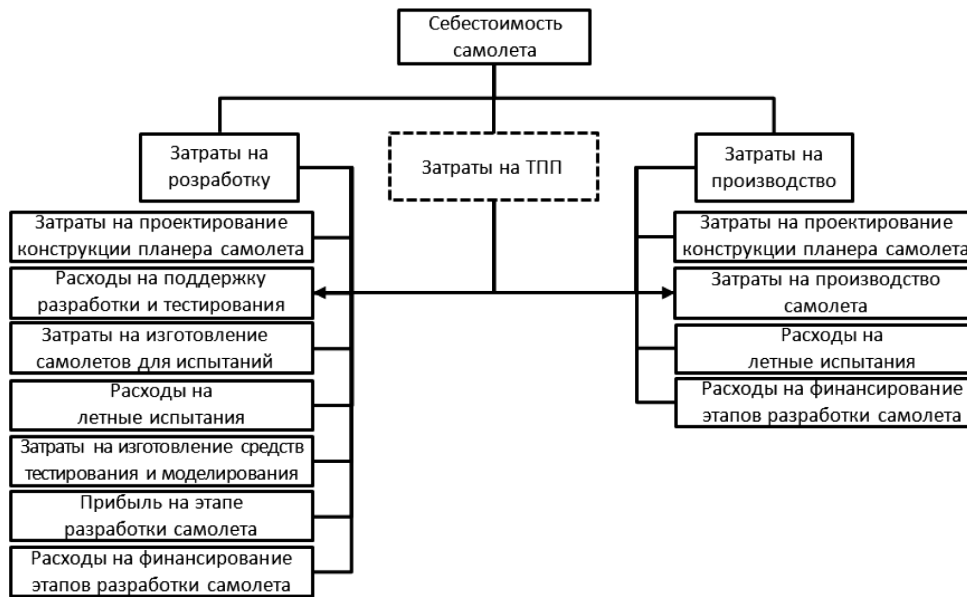 Себестоимость
самолета
Затраты на
розработку
Затраты на ТПП
Затраты на
производство
Затраты на проектирование
конструкции планера самолета
Расходы на поддержку
разработки и тестирования
Затраты на изготовление
самолетов для испытаний
Расходы на
летные испытания
Затраты на изготовление средств
тестирования и моделирования
Прибыль на этапе
разработки самолета
Расходы на финансирование
этапов разработки самолета
Затраты на проектирование
конструкции планера самолета
Затраты на производство
самолета
Расходы на
летные испытания
Расходы на финансирование
этапов разработки самолета